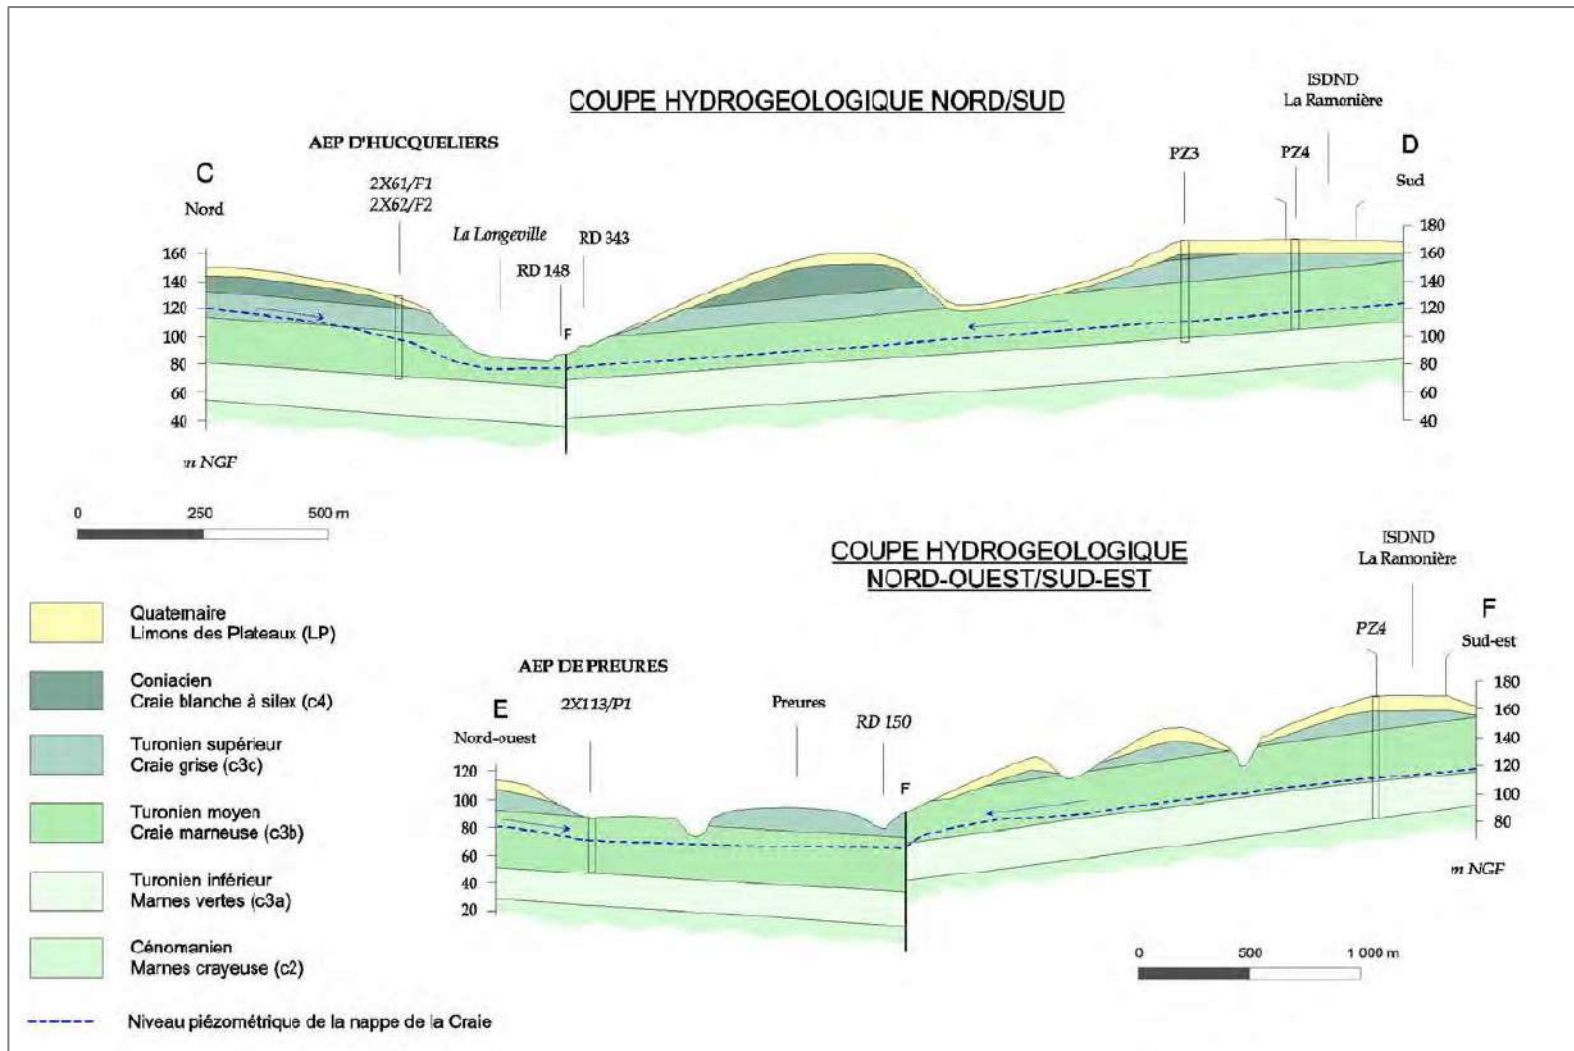 COUPE HYDROGEOLOGIQUE NORD/SUD
ISDND
La Ramonière
AEP D'HUCQUELIERS
C
Nord
2X61/F1
2X62/F2
La Longeville
RD 148
RD 343
F
PZ3
PZ4
D
Sud
160
140
120
100
80
60
40
m NGF
180
160
140
120
100
80
60
40
0 250 500 m
COUPE HYDROGEOLOGIQUE
NORD-OUEST/SUD-EST
ISDND
La Ramonière
AEP DE PREURES
E
Nord-ouest
2X113/P1
Preures
RD 150
F
PZ4
F
Sud-est
120
100
80
60
40
20
180
160
140
120
100
80
m NGF
0 500 1 000 m
Quaternaire
Limons des Plateaux (LP)
Coniacien
Craie blanche à silex (c4)
Turonien supérieur
Craie grise (c3c)
Turonien moyen
Craie marneuse (c3b)
Turonien inférieur
Marnes vertes (c3a)
Cénomanien
Marnes crayeuse (c2)
Niveau piézométrique de la nappe de la Craie